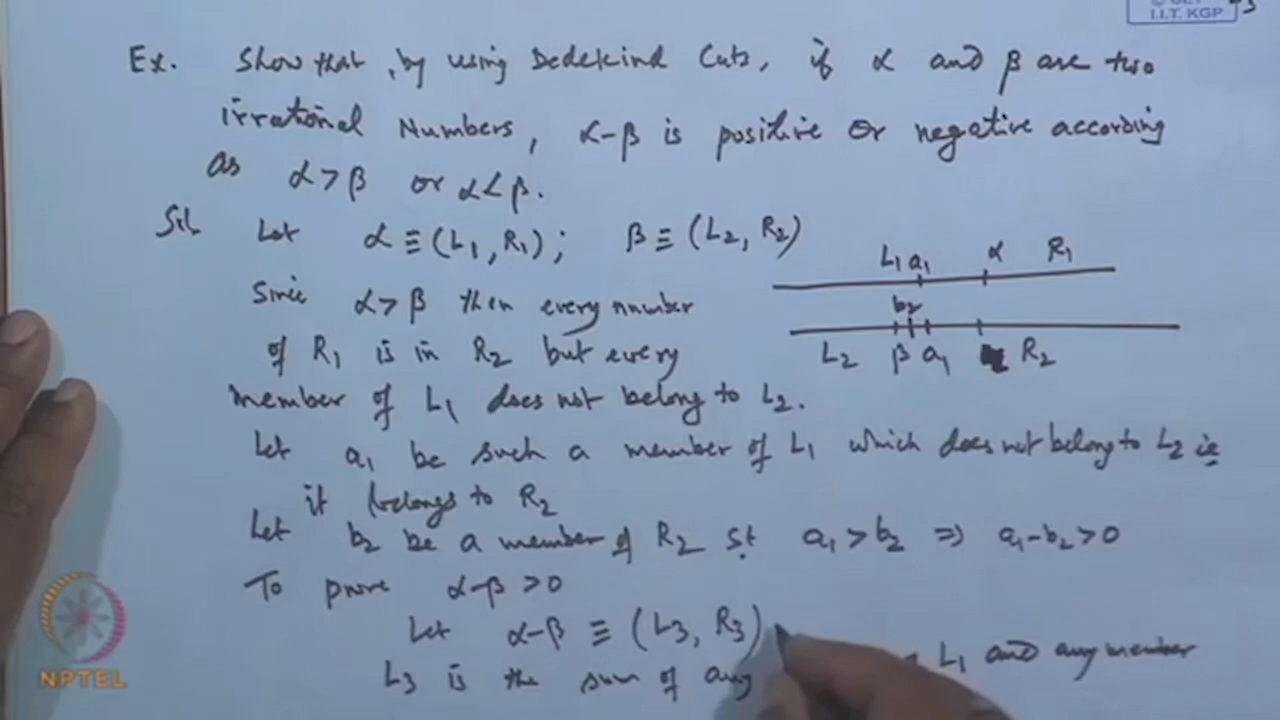 I.I.T. KGP
Ex. Show that, by using Dedekind Cuts, if α and β are two
irrational Numbers, α-β is positive or negative according
as α>β or α<β.
Sol. Let α≡(L1, R1); β≡(L2, R2)
L1 a1 α R1
Since α>β then every number
b2
of R1 is in R2 but every
L2 β a1 R2
member of L1 does not belong to L2.
Let a1 be such a member of L1 which does not belong to L2 ie
it belongs to R2
Let b2 be a member of R2 st a1>b2 ⇒ a1-b2>0
To prove α-β>0
Let α-β ≡ (L3, R3)
L3 is the sum of any L1 and any member
NPTEL